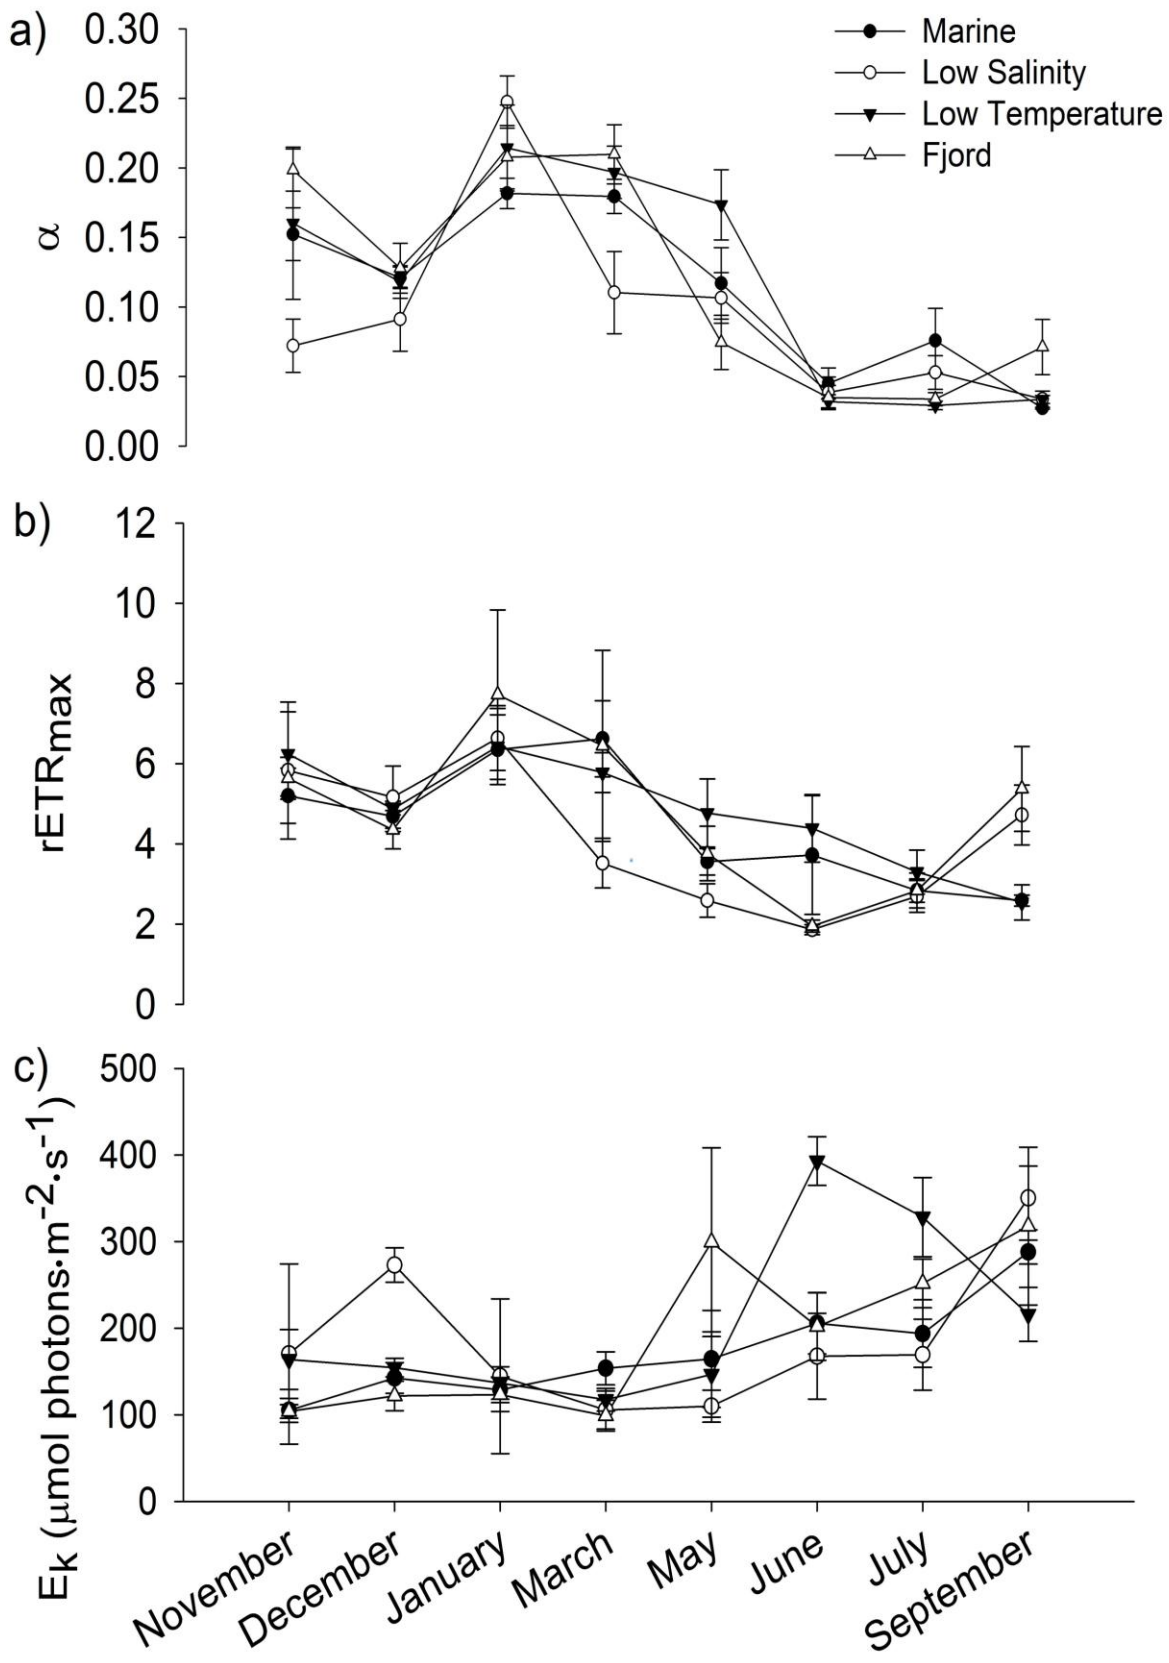 a)
0.30
0.25
0.20
0.15
0.10
0.05
0.00
α
Marine
Low Salinity
Low Temperature
Fjord
b)
12
10
8
6
4
2
0
rETRmax
c)
500
400
300
200
100
0
Ek (μmol photons·m-2·s-1)
November
December
January
March
May
June
July
September